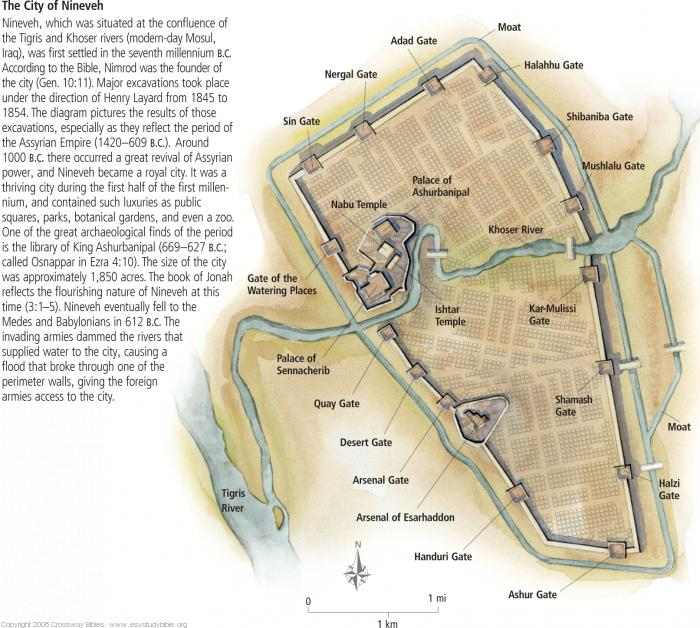 The City of Nineveh
Nineveh, which was situated at the confluence of
the Tigris and Khoser rivers (modern-day Mosul,
Iraq), was first settled in the seventh millennium B.C.
According to the Bible, Nimrod was the founder of
the city (Gen. 10:11). Major excavations took place
under the direction of Henry Layard from 1845 to
1854. The diagram pictures the results of those
excavations, especially as they reflect the period of
the Assyrian Empire (1420–609 B.C.). Around
1000 B.C. there occurred a great revival of Assyrian
power, and Nineveh became a royal city. It was a
thriving city during the first half of the first millen-
nium, and contained such luxuries as public
squares, parks, botanical gardens, and even a zoo.
One of the great archaeological finds of the period
is the library of King Ashurbanipal (669–627 B.C.;
called Osnappar in Ezra 4:10). The size of the city
was approximately 1,850 acres. The book of Jonah
reflects the flourishing nature of Nineveh at this
time (3:1–5). Nineveh eventually fell to the
Medes and Babylonians in 612 B.C. The
invading armies dammed the rivers that
supplied water to the city, causing a
flood that broke through one of the
perimeter walls, giving the foreign
armies access to the city.
Moat
Adad Gate
Halahhu Gate
Nergal Gate
Sin Gate
Shibaniba Gate
Mushlalu Gate
Palace of
Ashurbanipal
Nabu Temple
Khoser River
Gate of the
Watering Places
Ishtar
Temple
Kar-Mulissi
Gate
Palace of
Sennacherib
Quay Gate
Shamash
Gate
Moat
Desert Gate
Arsenal Gate
Halzi
Gate
Tigris
River
Arsenal of Esarhaddon
Handuri Gate
Ashur Gate
N
0
1 mi
1 km
Copyright 2006 Crossway Bibles. www.esvstudybible.org